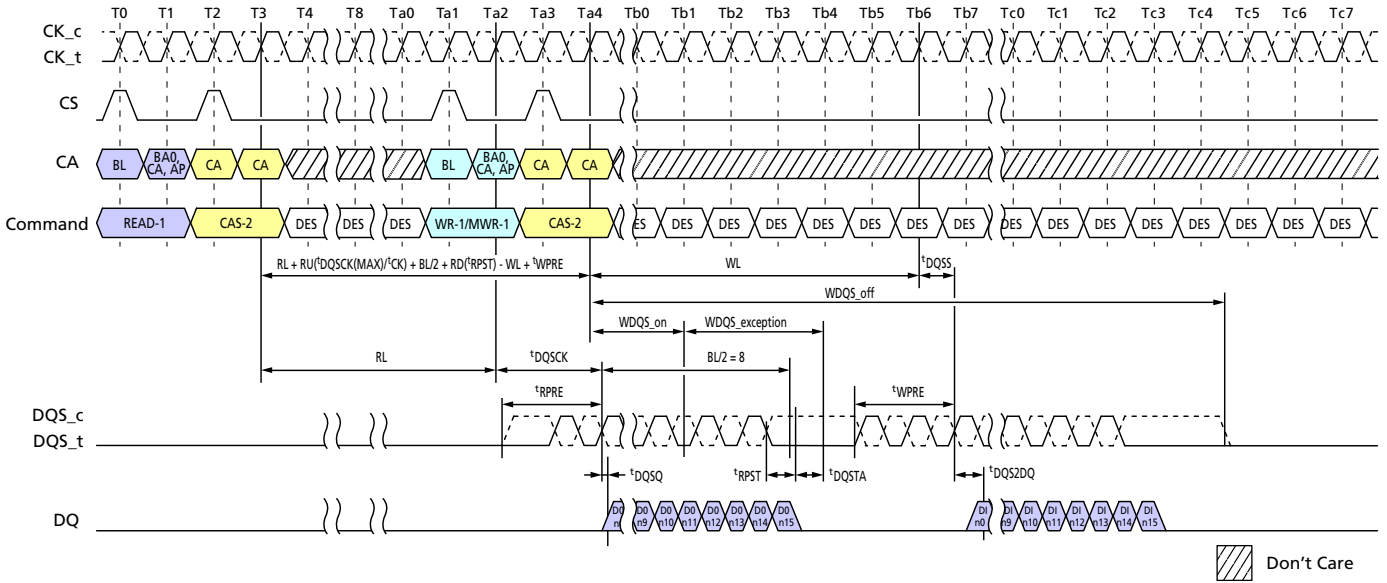 T0 T1 T2 T3 T4 T8 Ta0 Ta1 Ta2 Ta3 Ta4 Tb0 Tb1 Tb2 Tb3 Tb4 Tb5 Tb6 Tb7 Tc0 Tc1 Tc2 Tc3 Tc4 Tc5 Tc6 Tc7
CK_c
CK_t
CS
CA BL BA0, CA, AP CA CA BL BA0, CA, AP CA CA
Command READ-1 CAS-2 DES DES DES WR-1/MWR-1 CAS-2 DES DES DES DES DES DES DES DES DES DES DES DES DES DES DES DES
RL + RU(tDQSCK(MAX)/tCK) + BL/2 + RD(tRPST) - WL + tWPRE WL tDQSS
WDQS_off
WDQS_on WDQS_exception
RL tDQSCK BL/2 = 8
tRPRE tWPRE
DQS_c
DQS_t
tDQSQ tRPST tDQSTA tDQS2DQ
DQ D0 n9 D0 n10 D0 n11 D0 n12 D0 n13 D0 n14 D0 n15 DI n0 DI n9 DI n10 DI n11 DI n12 DI n13 DI n14 DI n15
Don't Care